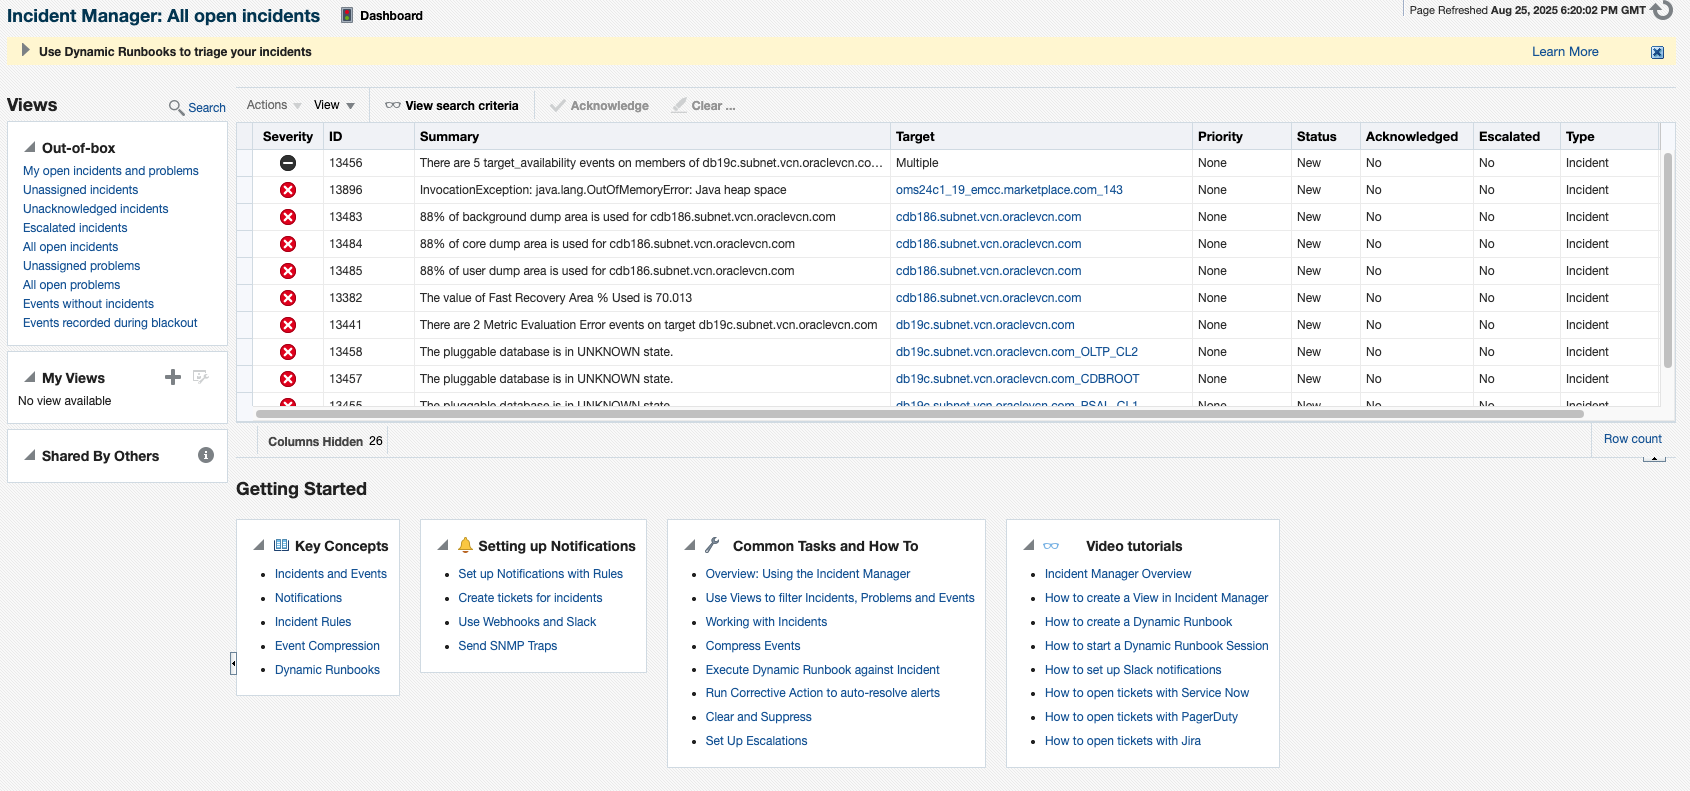 Incident Manager: All open incidents
Dashboard
Page Refreshed Aug 25, 2025 6:20:02 PM GMT
Use Dynamic Runbooks to triage your incidents
Learn More
Views
Search
Out-of-box
My open incidents and problems
Unassigned incidents
Unacknowledged incidents
Escalated incidents
All open incidents
Unassigned problems
All open problems
Events without incidents
Events recorded during blackout
My Views
No view available
Shared By Others
Actions View View search criteria Acknowledge Clear ...
Severity ID Summary Target Priority Status Acknowledged Escalated Type
13456 There are 5 target_availability events on members of db19c.subnet.vcn.oraclevcn.co... Multiple None New No No Incident
13896 InvocationException: java.lang.OutOfMemoryError: Java heap space oms24c1_19_emcc.marketplace.com_143 None New No No Incident
13483 88% of background dump area is used for cdb186.subnet.vcn.oraclevcn.com cdb186.subnet.vcn.oraclevcn.com None New No No Incident
13484 88% of core dump area is used for cdb186.subnet.vcn.oraclevcn.com cdb186.subnet.vcn.oraclevcn.com None New No No Incident
13485 88% of user dump area is used for cdb186.subnet.vcn.oraclevcn.com cdb186.subnet.vcn.oraclevcn.com None New No No Incident
13382 The value of Fast Recovery Area % Used is 70.013 cdb186.subnet.vcn.oraclevcn.com None New No No Incident
13441 There are 2 Metric Evaluation Error events on target db19c.subnet.vcn.oraclevcn.com db19c.subnet.vcn.oraclevcn.com None New No No Incident
13458 The pluggable database is in UNKNOWN state. db19c.subnet.vcn.oraclevcn.com_OLTP_CL2 None New No No Incident
13457 The pluggable database is in UNKNOWN state. db19c.subnet.vcn.oraclevcn.com_CDBROOT None New No No Incident
13455 The pluggable database is in UNKNOWN state. db19c.subnet.vcn.oraclevcn.com_PSAL_CL1 None New No No Incident
Columns Hidden 26
Row count
Getting Started
Key Concepts
Incidents and Events
Notifications
Incident Rules
Event Compression
Dynamic Runbooks
Setting up Notifications
Set up Notifications with Rules
Create tickets for incidents
Use Webhooks and Slack
Send SNMP Traps
Common Tasks and How To
Overview: Using the Incident Manager
Use Views to filter Incidents, Problems and Events
Working with Incidents
Compress Events
Execute Dynamic Runbook against Incident
Run Corrective Action to auto-resolve alerts
Clear and Suppress
Set Up Escalations
Video tutorials
Incident Manager Overview
How to create a View in Incident Manager
How to create a Dynamic Runbook
How to start a Dynamic Runbook Session
How to set up Slack notifications
How to open tickets with Service Now
How to open tickets with PagerDuty
How to open tickets with Jira